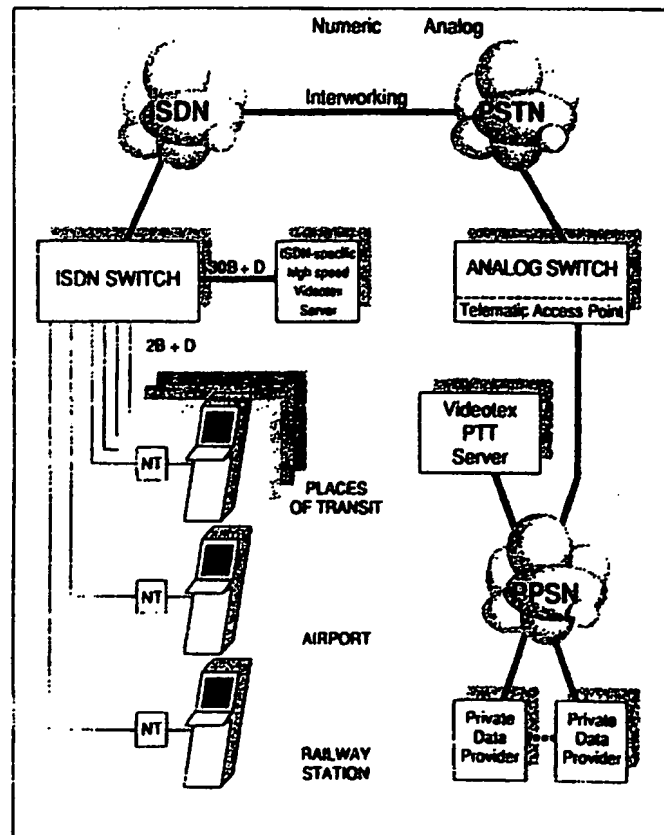 Numeric Analog
ISDN
Interworking
PSTN
ISDN SWITCH
30B + D
ISDN-specific
high speed
Videotex
Server
ANALOG SWITCH
Telematic Access Point
2B + D
NT
PLACES
OF TRANSIT
Videotex
PTT
Server
NT
AIRPORT
PPSN
NT
RAILWAY
STATION
Private
Data
Provider
Private
Data
Provider